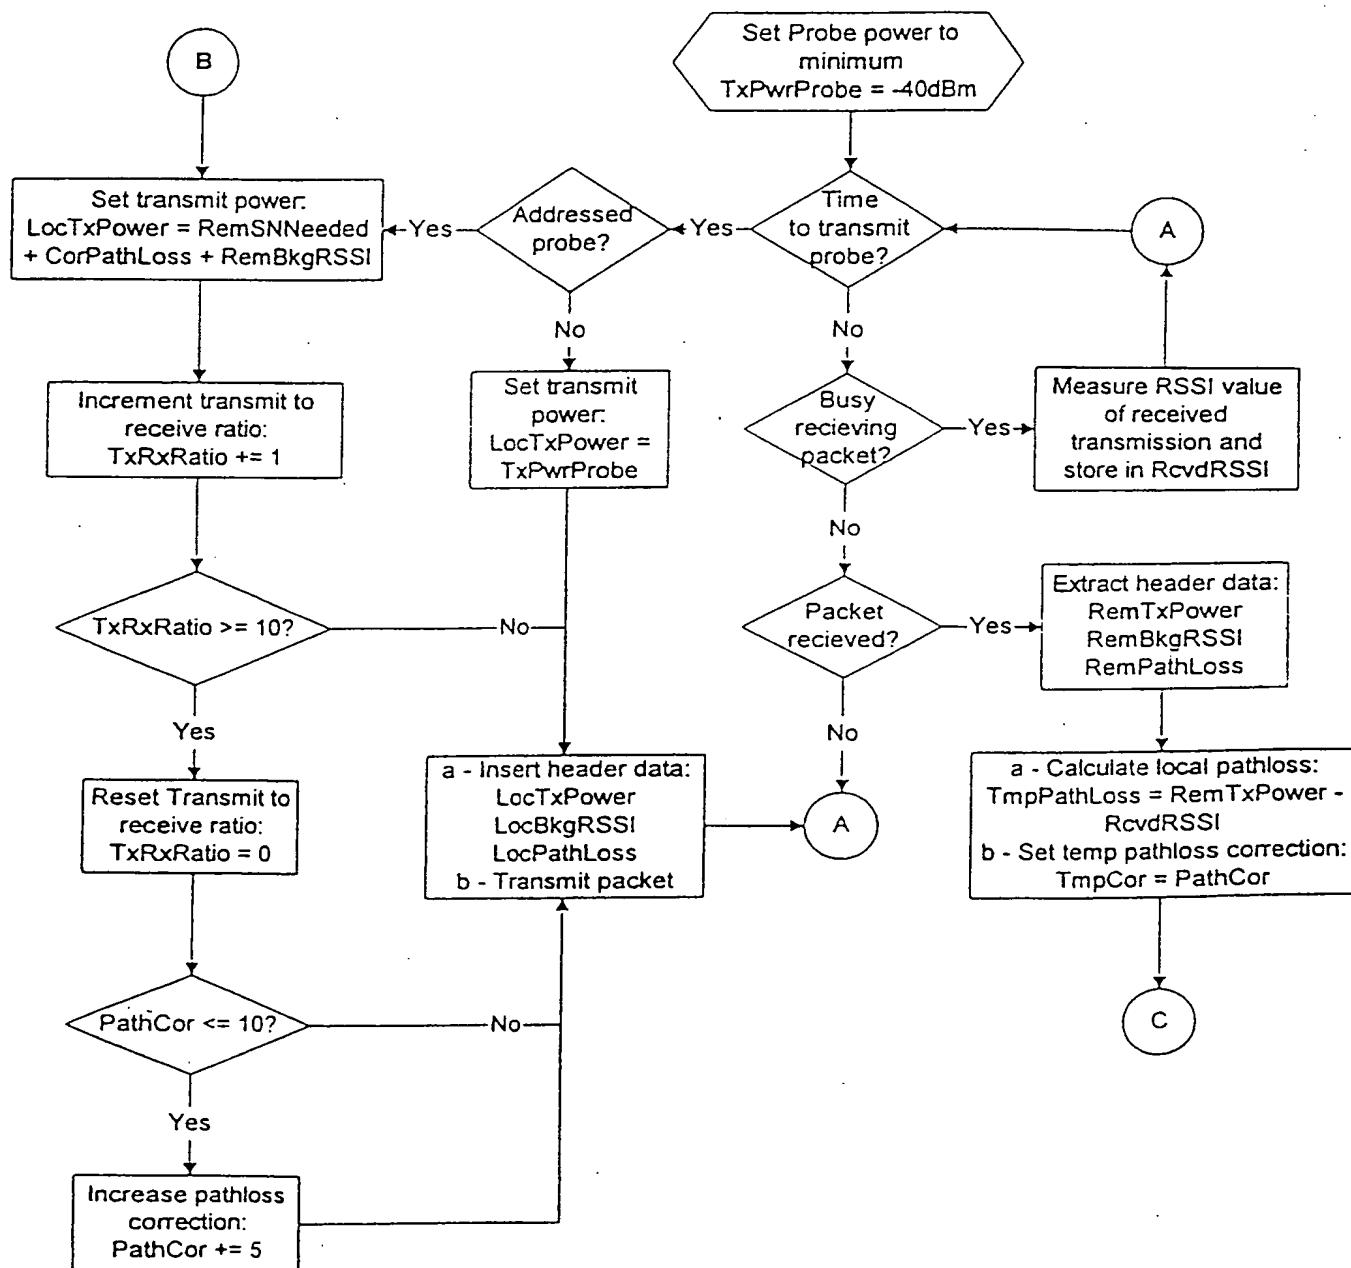 B
Set Probe power to
minimum
TxPwrProbe = -40dBm
Set transmit power:
LocTxPower = RemSNNeeded
+ CorPathLoss + RemBkgRSSI
Yes
Addressed
probe?
Yes
Time
to transmit
probe?
A
No
No
Increment transmit to
receive ratio:
TxRxRatio += 1
Set transmit
power:
LocTxPower =
TxPwrProbe
Busy
recieving
packet?
Yes
Measure RSSI value
of received
transmission and
store in RcvdRSSI
No
TxRxRatio >= 10?
No
Packet
recieved?
Yes
Extract header data:
RemTxPower
RemBkgRSSI
RemPathLoss
Yes
No
Reset Transmit to
receive ratio:
TxRxRatio = 0
a - Insert header data:
LocTxPower
LocBkgRSSI
LocPathLoss
b - Transmit packet
A
a - Calculate local pathloss:
TmpPathLoss = RemTxPower -
RcvdRSSI
b - Set temp pathloss correction:
TmpCor = PathCor
PathCor <= 10?
No
C
Yes
Increase pathloss
correction:
PathCor += 5